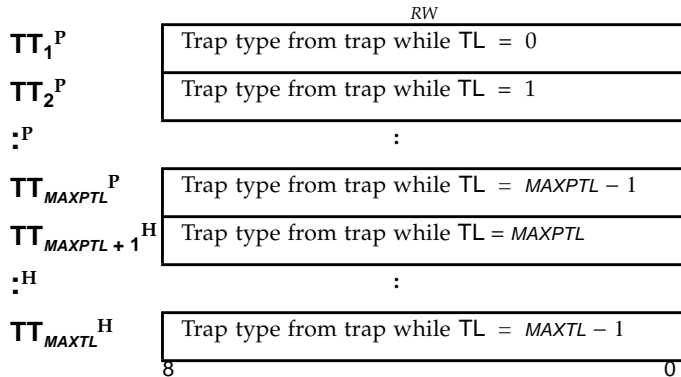 RW
TT1P Trap type from trap while TL = 0
TT2P Trap type from trap while TL = 1
:P :
TTMAXPTLP Trap type from trap while TL = MAXPTL − 1
TTMAXPTL + 1H Trap type from trap while TL = MAXPTL
:H :
TTMAXTLH Trap type from trap while TL = MAXTL − 1
8 0